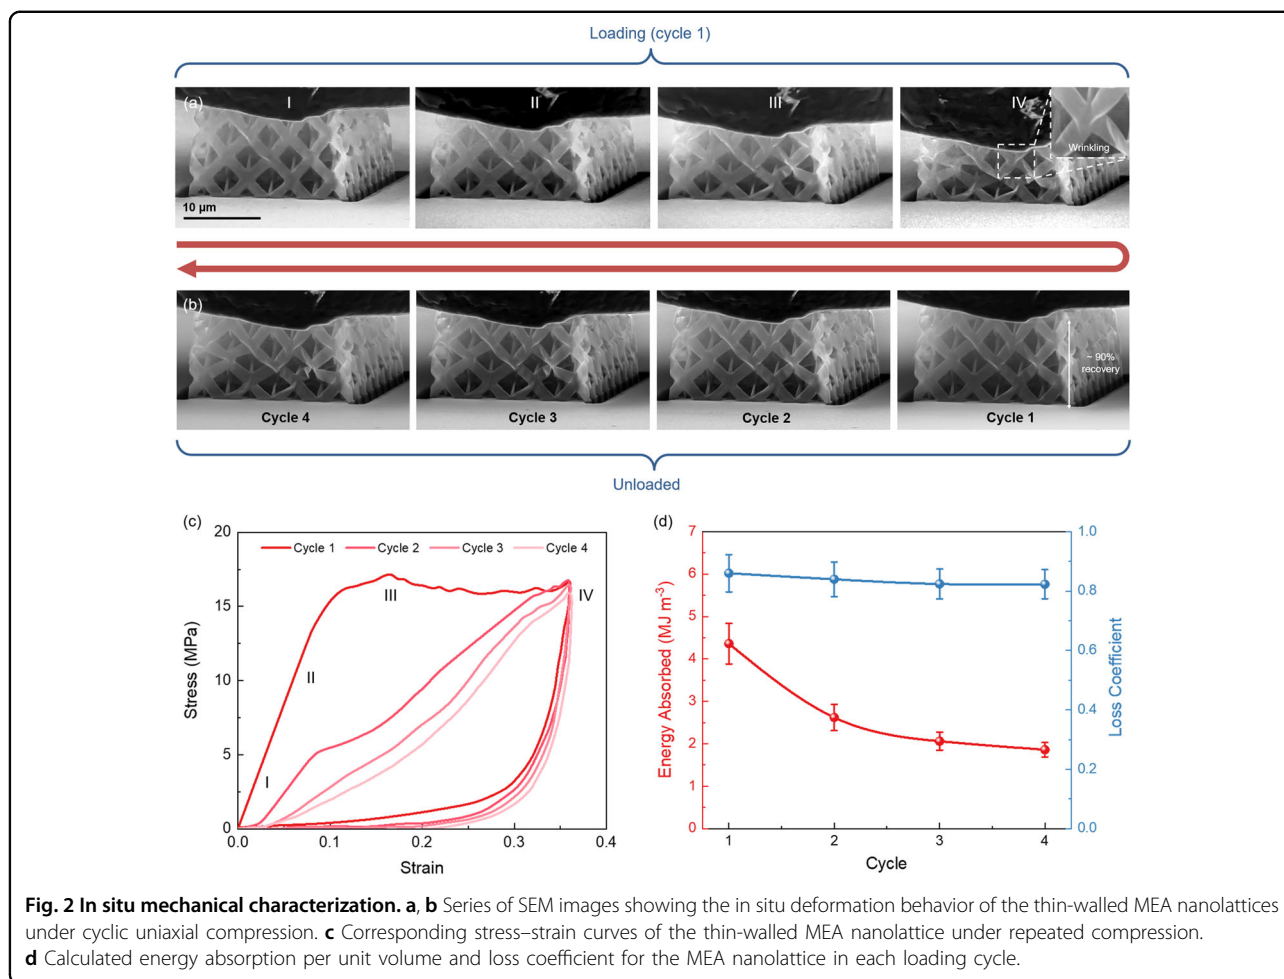 Loading (cycle 1)
(a)
I
II
III
IV
Wrinkling
10 μm
(b)
~ 90%
recovery
Cycle 4
Cycle 3
Cycle 2
Cycle 1
Unloaded
(c)
20
15
10
5
0
Stress (MPa)
Cycle 1
Cycle 2
Cycle 3
Cycle 4
I
II
III
IV
0.0
0.1
0.2
0.3
0.4
Strain
(d)
7
6
5
4
3
2
1
0
Energy Absorbed (MJ m⁻³)
1.0
0.8
0.6
0.4
0.2
0.0
Loss Coefficient
1
2
3
4
Cycle
Fig. 2 In situ mechanical characterization. a, b Series of SEM images showing the in situ deformation behavior of the thin-walled MEA nanolattices
under cyclic uniaxial compression. c Corresponding stress–strain curves of the thin-walled MEA nanolattice under repeated compression.
d Calculated energy absorption per unit volume and loss coefficient for the MEA nanolattice in each loading cycle.